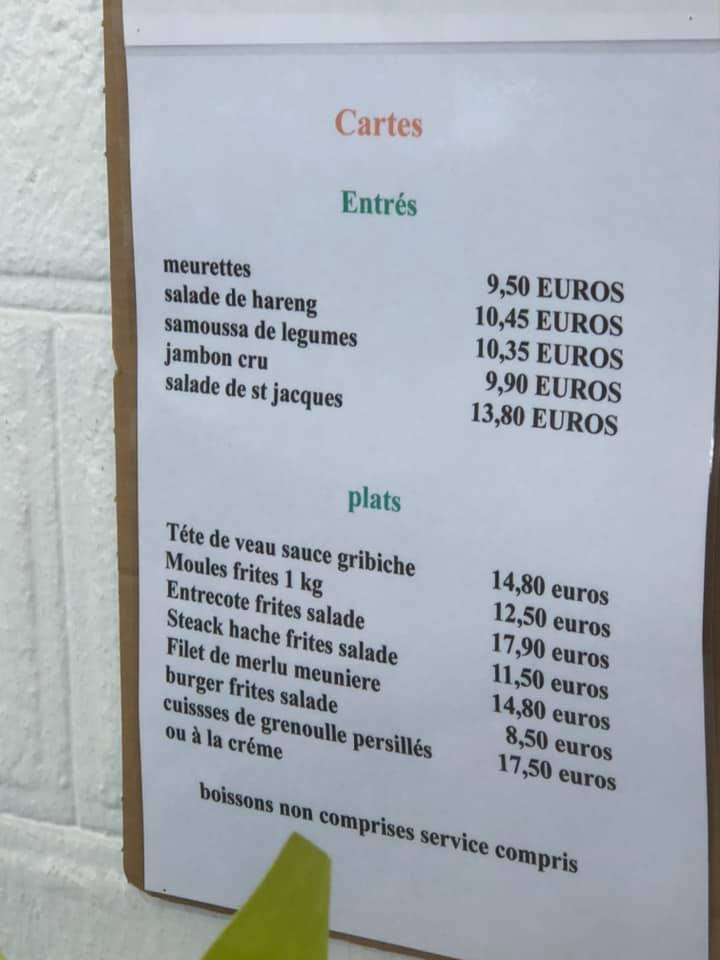 Cartes
Entrés
meurettes 9,50 EUROS
salade de hareng 10,45 EUROS
samoussa de legumes 10,35 EUROS
jambon cru 9,90 EUROS
salade de st jacques 13,80 EUROS
plats
Téte de veau sauce gribiche 14,80 euros
Moules frites 1 kg 12,50 euros
Entrecote frites salade 17,90 euros
Steack hache frites salade 11,50 euros
Filet de merlu meuniere 14,80 euros
burger frites salade 8,50 euros
cuissses de grenoulle persillés 17,50 euros
ou à la créme
boissons non comprises service compris